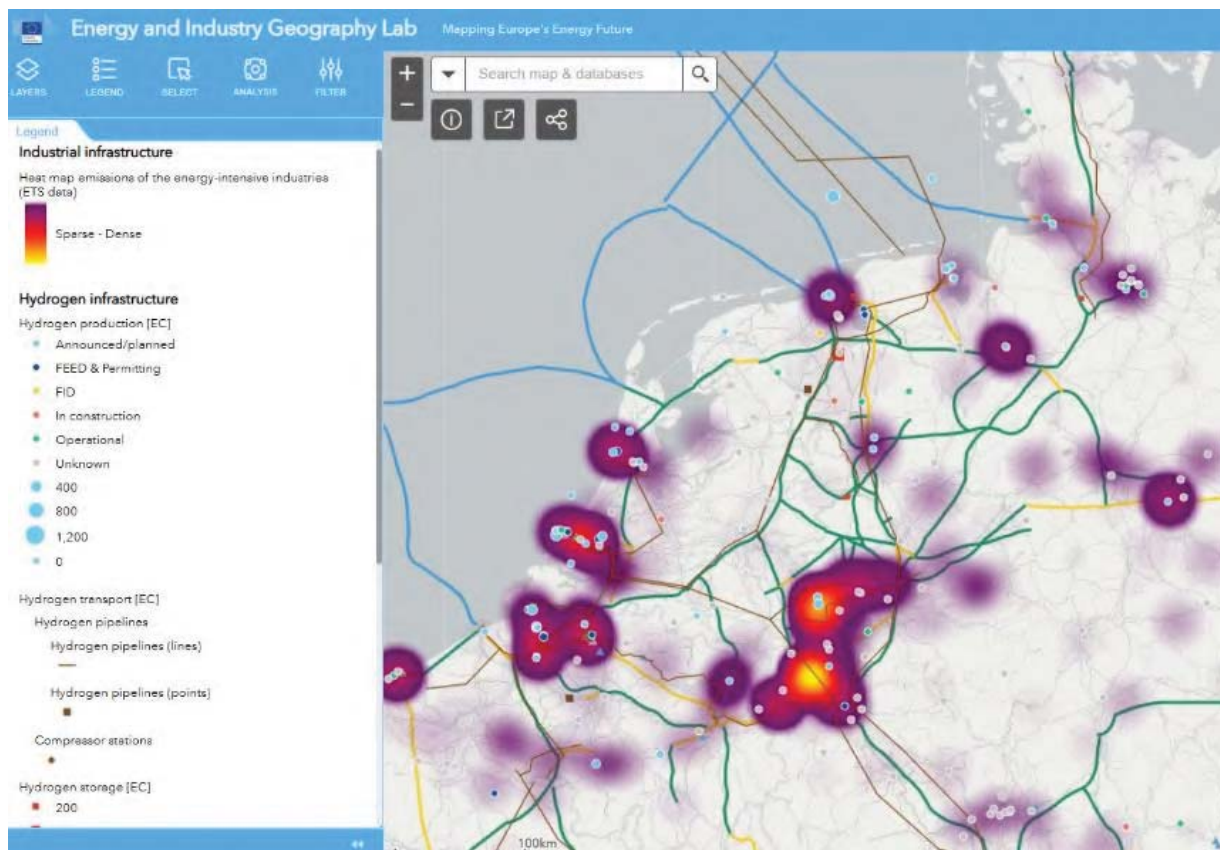 Energy and Industry Geography Lab
Mapping Europe's Energy Future
LAYERS
LEGEND
SELECT
ANALYSIS
FILTER
+
−
Search map & databases
Legend
Industrial infrastructure
Heat map emissions of the energy-intensive industries
(ETS data)
Sparse - Dense
Hydrogen infrastructure
Hydrogen production [EC]
Announced/planned
FEED & Permitting
FID
In construction
Operational
Unknown
400
800
1,200
0
Hydrogen transport [EC]
Hydrogen pipelines
Hydrogen pipelines (lines)
Hydrogen pipelines (points)
Compressor stations
Hydrogen storage [EC]
200
100km